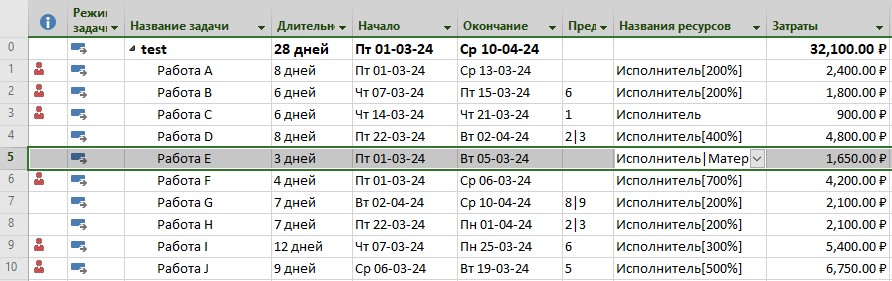 Режим задачи Название задачи Длительно Начало Окончание Пред Названия ресурсов Затраты
0 test 28 дней Пт 01-03-24 Ср 10-04-24 32,100.00 ₽
1 Работа A 8 дней Пт 01-03-24 Ср 13-03-24 Исполнитель[200%] 2,400.00 ₽
2 Работа B 6 дней Чт 07-03-24 Пт 15-03-24 6 Исполнитель[200%] 1,800.00 ₽
3 Работа C 6 дней Чт 14-03-24 Чт 21-03-24 1 Исполнитель 900.00 ₽
4 Работа D 8 дней Пт 22-03-24 Вт 02-04-24 2|3 Исполнитель[400%] 4,800.00 ₽
5 Работа E 3 дней Пт 01-03-24 Вт 05-03-24 Исполнитель|Матер 1,650.00 ₽
6 Работа F 4 дней Пт 01-03-24 Ср 06-03-24 Исполнитель[700%] 4,200.00 ₽
7 Работа G 7 дней Вт 02-04-24 Ср 10-04-24 8|9 Исполнитель[200%] 2,100.00 ₽
8 Работа H 7 дней Пт 22-03-24 Пн 01-04-24 2|3 Исполнитель[200%] 2,100.00 ₽
9 Работа I 12 дней Чт 07-03-24 Пн 25-03-24 6 Исполнитель[300%] 5,400.00 ₽
10 Работа J 9 дней Ср 06-03-24 Вт 19-03-24 5 Исполнитель[500%] 6,750.00 ₽